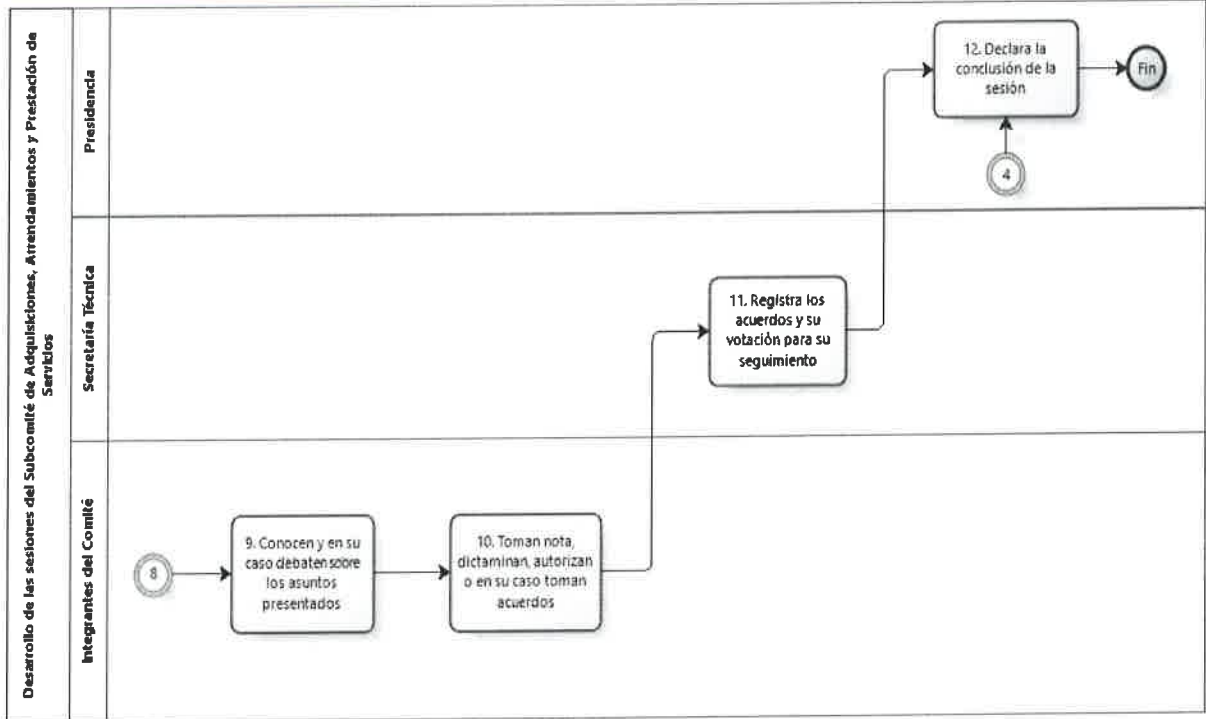 Desarrollo de las sesiones del Subcomité de Adquisiciones, Arrendamientos y Prestación de
Servicios
Presidencia
12. Declara la
conclusión de la
sesión
Fin
4
Secretaría Técnica
11. Registra los
acuerdos y su
votación para su
seguimiento
Integrantes del Comité
8
9. Conocen y en su
caso debaten sobre
los asuntos
presentados
10. Toman nota,
dictaminan, autorizan
o en su caso toman
acuerdos